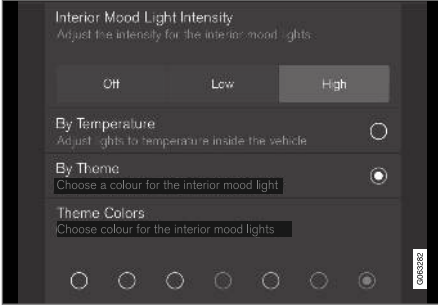 Interior Mood Light Intensity
Adjust the intensity for the interior mood lights
Off Low High
By Temperature
Adjust lights to temperature inside the vehicle
By Theme
Choose a colour for the interior mood light
Theme Colors
Choose colour for the interior mood lights
G063282